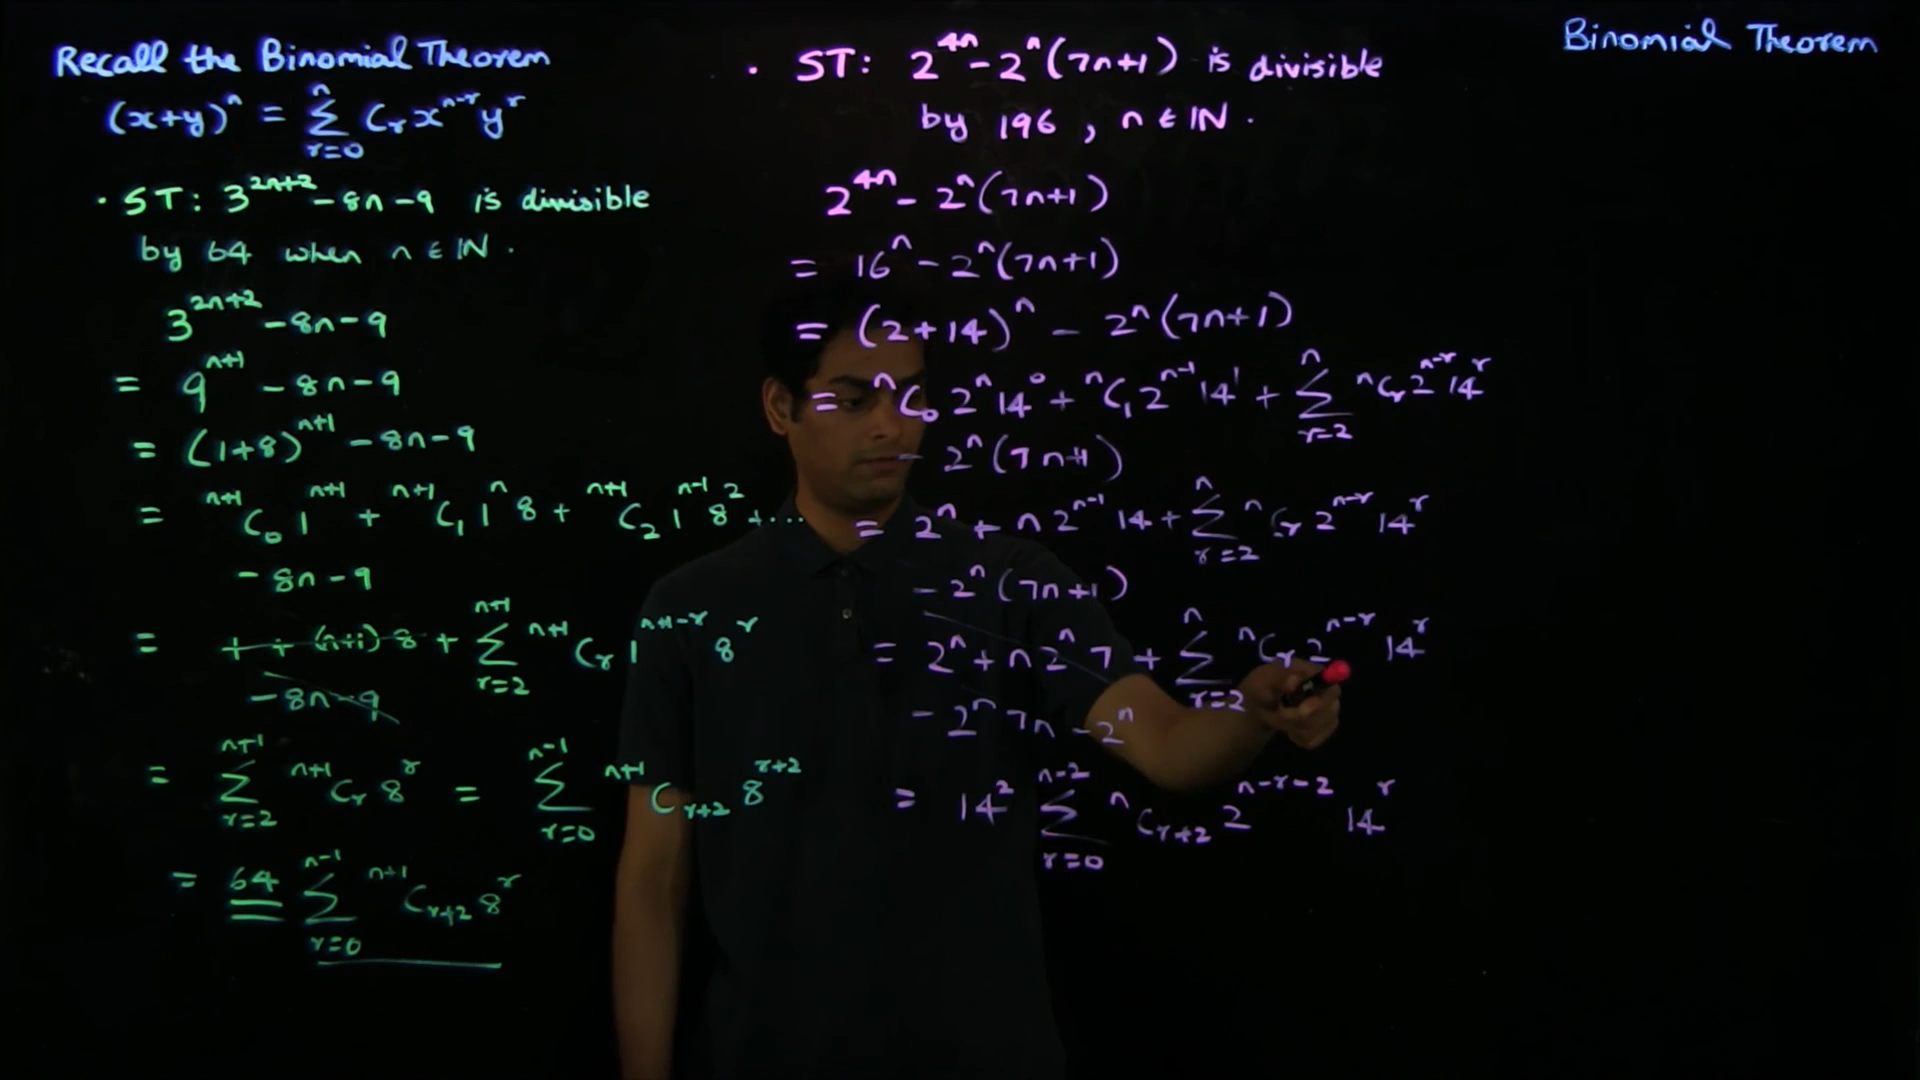 Recall the Binomial Theorem
(x+y)^n = Σ_{r=0}^{n} C_r x^{n-r} y^r
· ST: 3^{2n+2} - 8n - 9 is divisible
by 64 when n ∈ IN .
3^{2n+2} - 8n - 9
= 9^{n+1} - 8n - 9
= (1+8)^{n+1} - 8n - 9
= ^{n+1}C_0 1^{n+1} + ^{n+1}C_1 1^n 8 + ^{n+1}C_2 1^{n-1} 8^2 + ...
- 8n - 9
= 1 + (n+1) 8 + Σ_{r=2}^{n+1} ^{n+1}C_r 1^{n+1-r} 8^r
- 8n - 9
= Σ_{r=2}^{n+1} ^{n+1}C_r 8^r = Σ_{r=0}^{n-1} ^{n+1}C_{r+2} 8^{r+2}
= 64 Σ_{r=0}^{n-1} ^{n+1}C_{r+2} 8^r
· ST: 2^{4n} - 2^n (7n+1) is divisible
by 196 , n ∈ IN .
2^{4n} - 2^n (7n+1)
= 16^n - 2^n (7n+1)
= (2+14)^n - 2^n (7n+1)
= ^nC_0 2^n 14^0 + ^nC_1 2^{n-1} 14^1 + Σ_{r=2}^{n} ^nC_r 2^{n-r} 14^r
- 2^n (7n+1)
= 2^n + n 2^{n-1} 14 + Σ_{r=2}^{n} ^nC_r 2^{n-r} 14^r
- 2^n (7n+1)
= 2^n + n 2^n 7 + Σ_{r=2}^{n} ^nC_r 2^{n-r} 14^r
- 2^n 7n - 2^n
= 14^2 Σ_{r=0}^{n-2} ^nC_{r+2} 2^{n-r-2} 14^r
Binomial Theorem